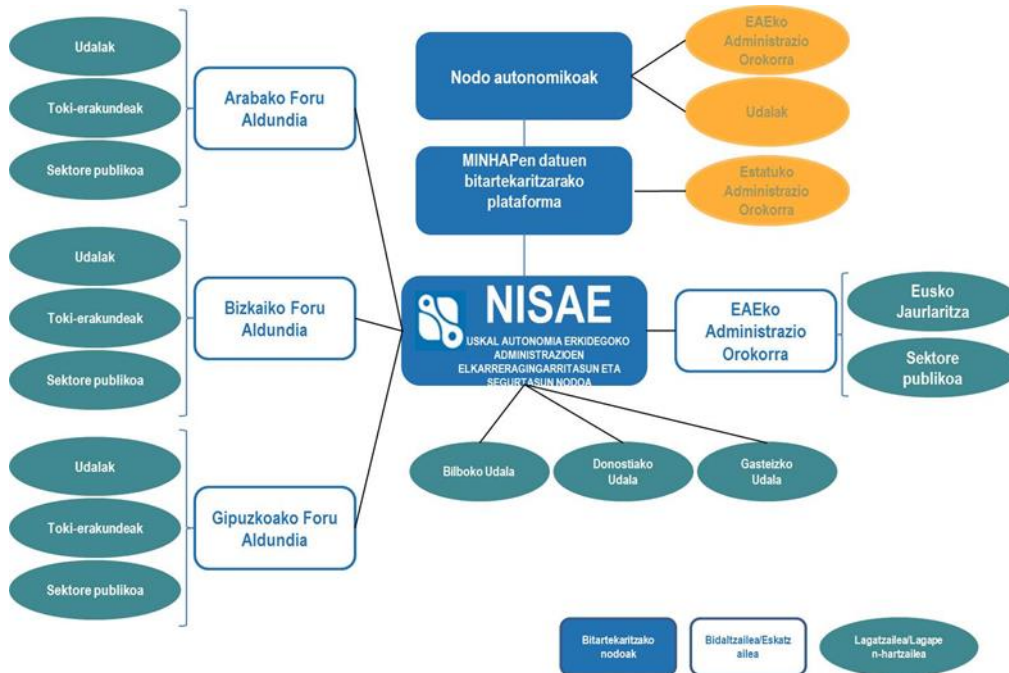 Udalak
Toki-erakundeak
Sektore publikoa
Arabako Foru
Aldundia
Udalak
Toki-erakundeak
Sektore publikoa
Bizkaiko Foru
Aldundia
Udalak
Toki-erakundeak
Sektore publikoa
Gipuzkoako Foru
Aldundia
Nodo autonomikoak
EAEko
Administrazio
Orokorra
Udalak
MINHAPen datuen
bitartekaritzarako
plataforma
Estatuko
Administrazio
Orokorra
NISAE
USKAL AUTONOMIA ERKIDEGOKO
ADMINISTRAZIOEN
ELKARRERAGINGARRITASUN ETA
SEGURTASUN NODOA
EAEko
Administrazio
Orokorra
Eusko
Jaurlaritza
Sektore
publikoa
Bilboko Udala
Donostiako
Udala
Gasteizko
Udala
Bitartekaritzako
nodoak
Bidaltzailea/Eskatz
ailea
Lagatzailea/Lagape
n-hartzailea